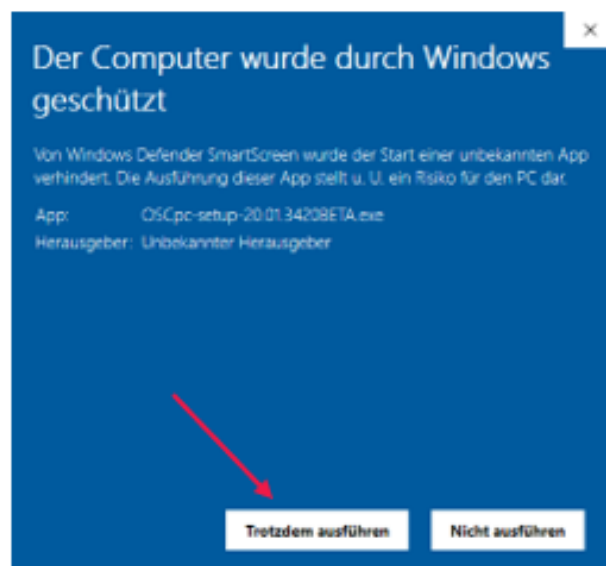 Der Computer wurde durch Windows
geschützt
Von Windows Defender SmartScreen wurde der Start einer unbekannten App
verhindert. Die Ausführung dieser App stellt u. U. ein Risiko für den PC dar.
App: OSCpc-setup-20.01.3420BETA.exe
Herausgeber: Unbekannter Herausgeber
Trotzdem ausführen Nicht ausführen